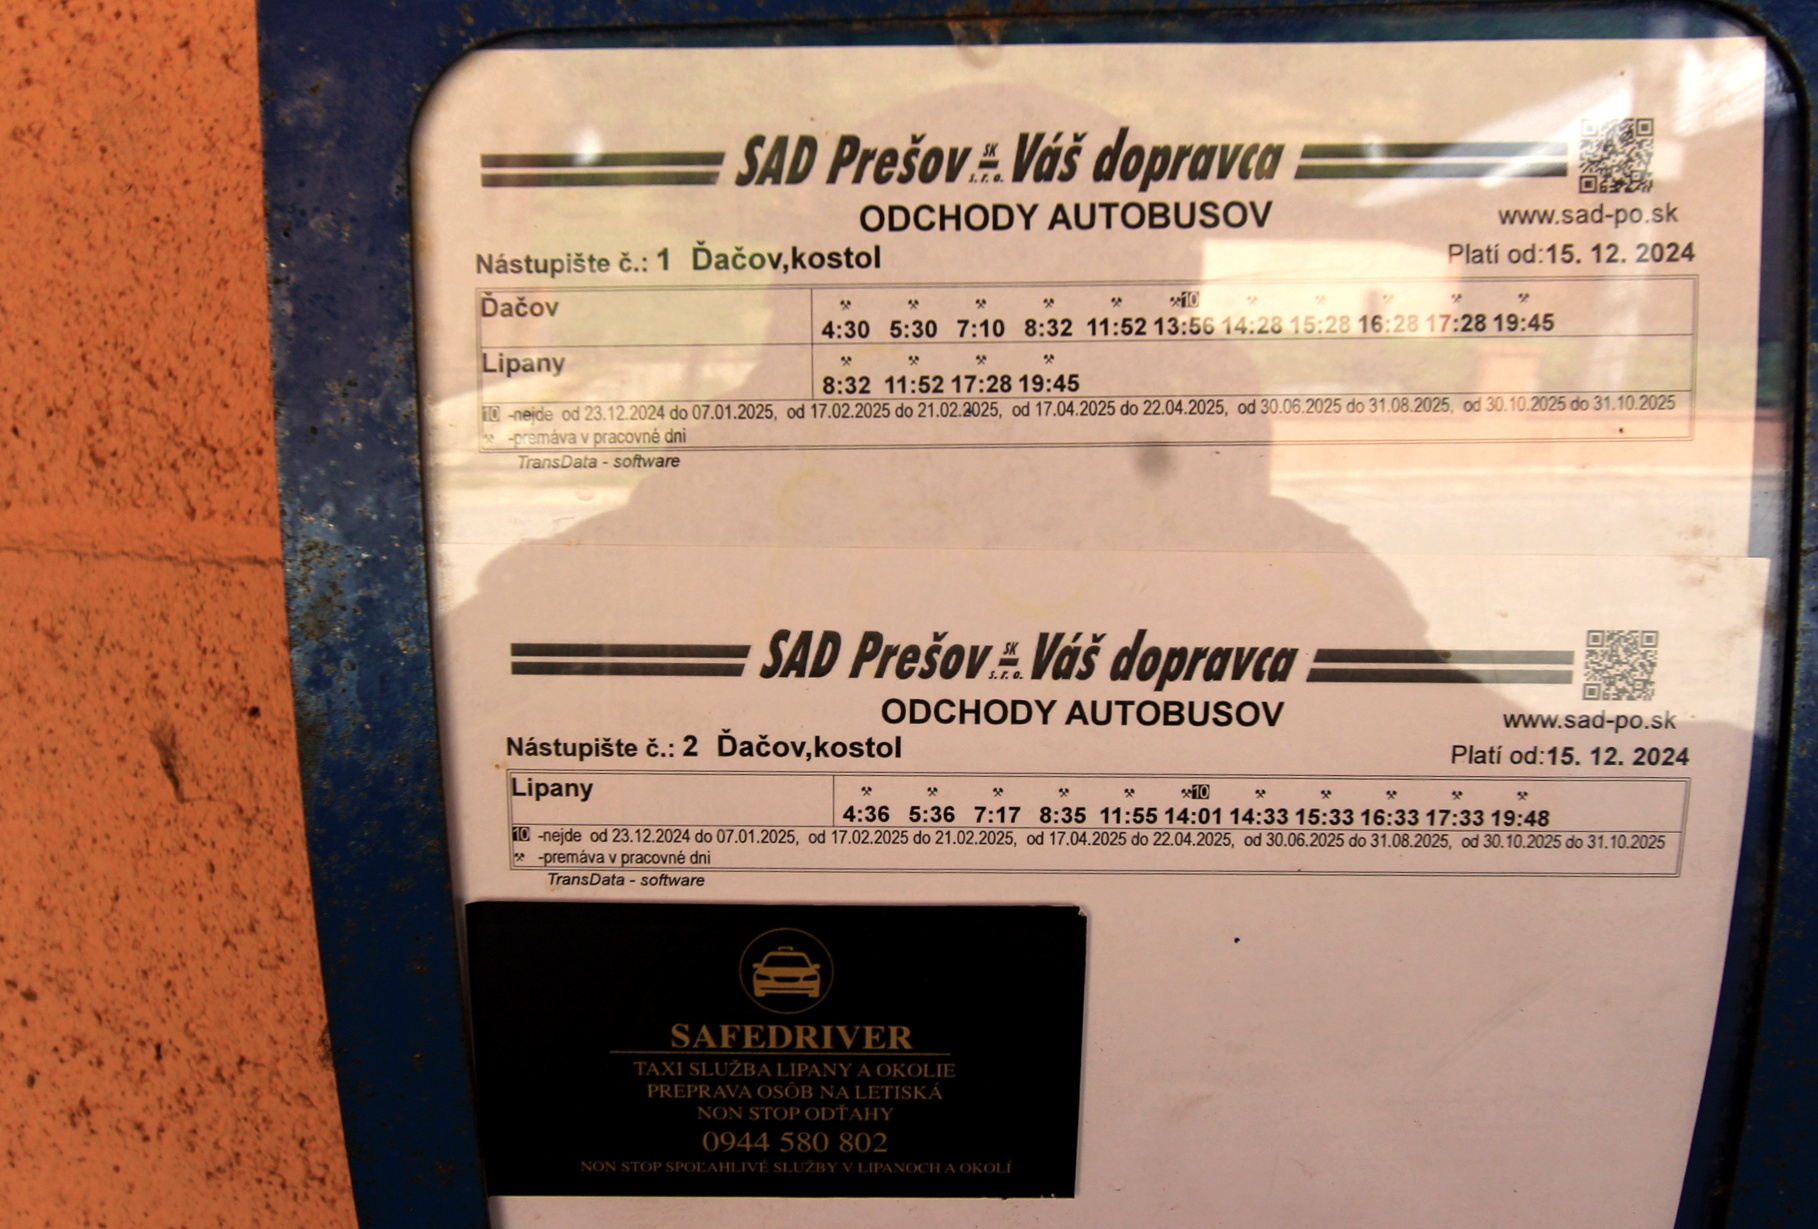 SAD Prešov SK s.r.o. Váš dopravca
ODCHODY AUTOBUSOV
www.sad-po.sk
Nástupište č.: 1 Ďačov,kostol
Platí od:15. 12. 2024
Ďačov
10
4:30 5:30 7:10 8:32 11:52 13:56 14:28 15:28 16:28 17:28 19:45
Lipany
8:32 11:52 17:28 19:45
10 -nejde od 23.12.2024 do 07.01.2025, od 17.02.2025 do 21.02.2025, od 17.04.2025 do 22.04.2025, od 30.06.2025 do 31.08.2025, od 30.10.2025 do 31.10.2025
⚒ -premáva v pracovné dni
TransData - software
SAD Prešov SK s.r.o. Váš dopravca
ODCHODY AUTOBUSOV
www.sad-po.sk
Nástupište č.: 2 Ďačov,kostol
Platí od:15. 12. 2024
Lipany
10
4:36 5:36 7:17 8:35 11:55 14:01 14:33 15:33 16:33 17:33 19:48
10 -nejde od 23.12.2024 do 07.01.2025, od 17.02.2025 do 21.02.2025, od 17.04.2025 do 22.04.2025, od 30.06.2025 do 31.08.2025, od 30.10.2025 do 31.10.2025
⚒ -premáva v pracovné dni
TransData - software
SAFEDRIVER
TAXI SLUŽBA LIPANY A OKOLIE
PREPRAVA OSÔB NA LETISKÁ
NON STOP ODŤAHY
0944 580 802
NON STOP SPOĽAHLIVÉ SLUŽBY V LIPANOCH A OKOLÍ